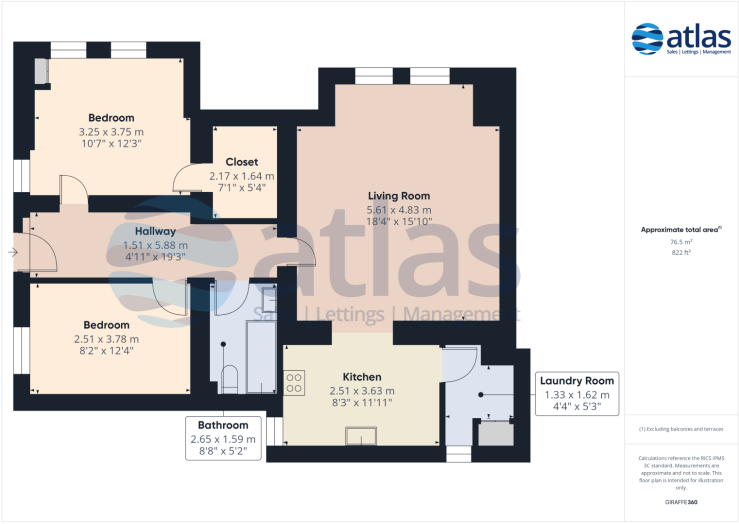 Bedroom
3.25 x 3.75 m
10'7" x 12'3"
Closet
2.17 x 1.64 m
7'1" x 5'4"
Living Room
5.61 x 4.83 m
18'4" x 15'10"
Hallway
1.51 x 5.88 m
4'11" x 19'3"
atlas
Sales | Lettings | Management
Bedroom
2.51 x 3.78 m
8'2" x 12'4"
Kitchen
2.51 x 3.63 m
8'3" x 11'11"
Laundry Room
1.33 x 1.62 m
4'4" x 5'3"
Bathroom
2.65 x 1.59 m
8'8" x 5'2"
atlas
Sales | Lettings | Management
Approximate total area(1)
76.5 m²
822 ft²
(1) Excluding balconies and terraces
Calculations reference the RICS IPMS
3C standard. Measurements are
approximate and not to scale. This
floor plan is intended for illustration
only.
GIRAFFE360